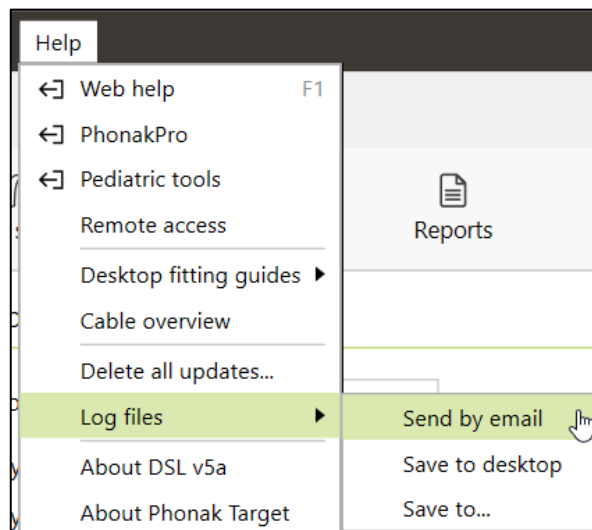 Help
Web help F1
PhonakPro
Pediatric tools
Remote access
Reports
Desktop fitting guides
Cable overview
Delete all updates...
Log files
Send by email
Save to desktop
Save to...
About DSL v5a
About Phonak Target